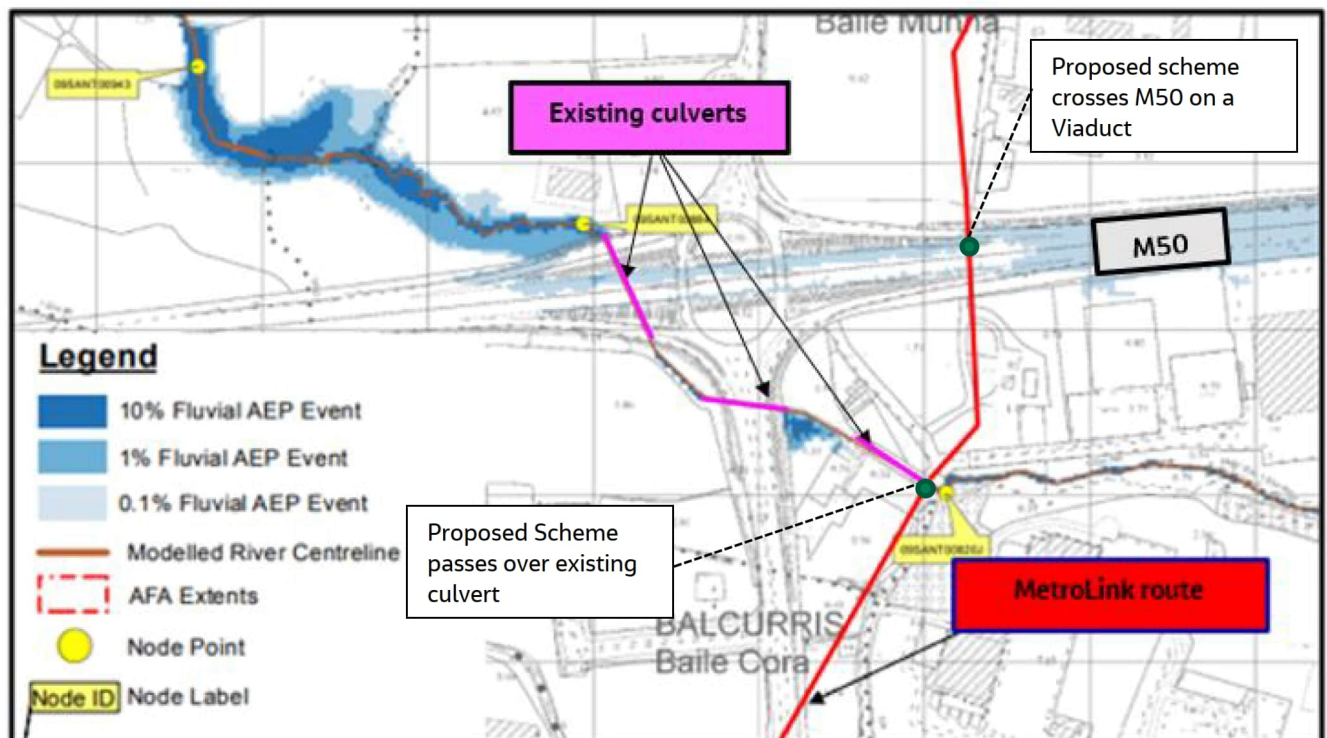 Baile Munna
Proposed scheme
crosses M50 on a
Viaduct
Existing culverts
M50
Legend
10% Fluvial AEP Event
1% Fluvial AEP Event
0.1% Fluvial AEP Event
Modelled River Centreline
AFA Extents
Node Point
Node ID Node Label
Proposed Scheme
passes over existing
culvert
MetroLink route
BALCURRIS
Baile Cora